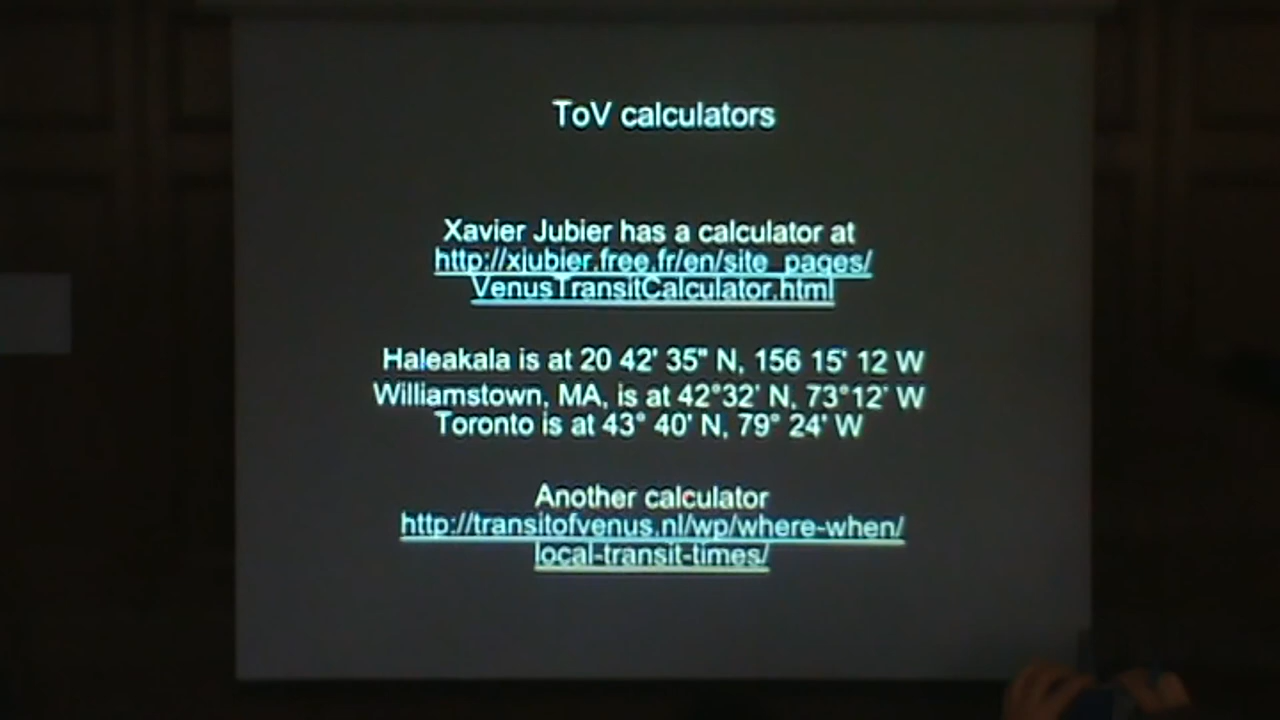 ToV calculators
Xavier Jubier has a calculator at
http://xjubier.free.fr/en/site_pages/
VenusTransitCalculator.html
Haleakala is at 20 42' 35" N, 156 15' 12 W
Williamstown, MA, is at 42°32' N, 73°12' W
Toronto is at 43° 40' N, 79° 24' W
Another calculator
http://transitofvenus.nl/wp/where-when/
local-transit-times/